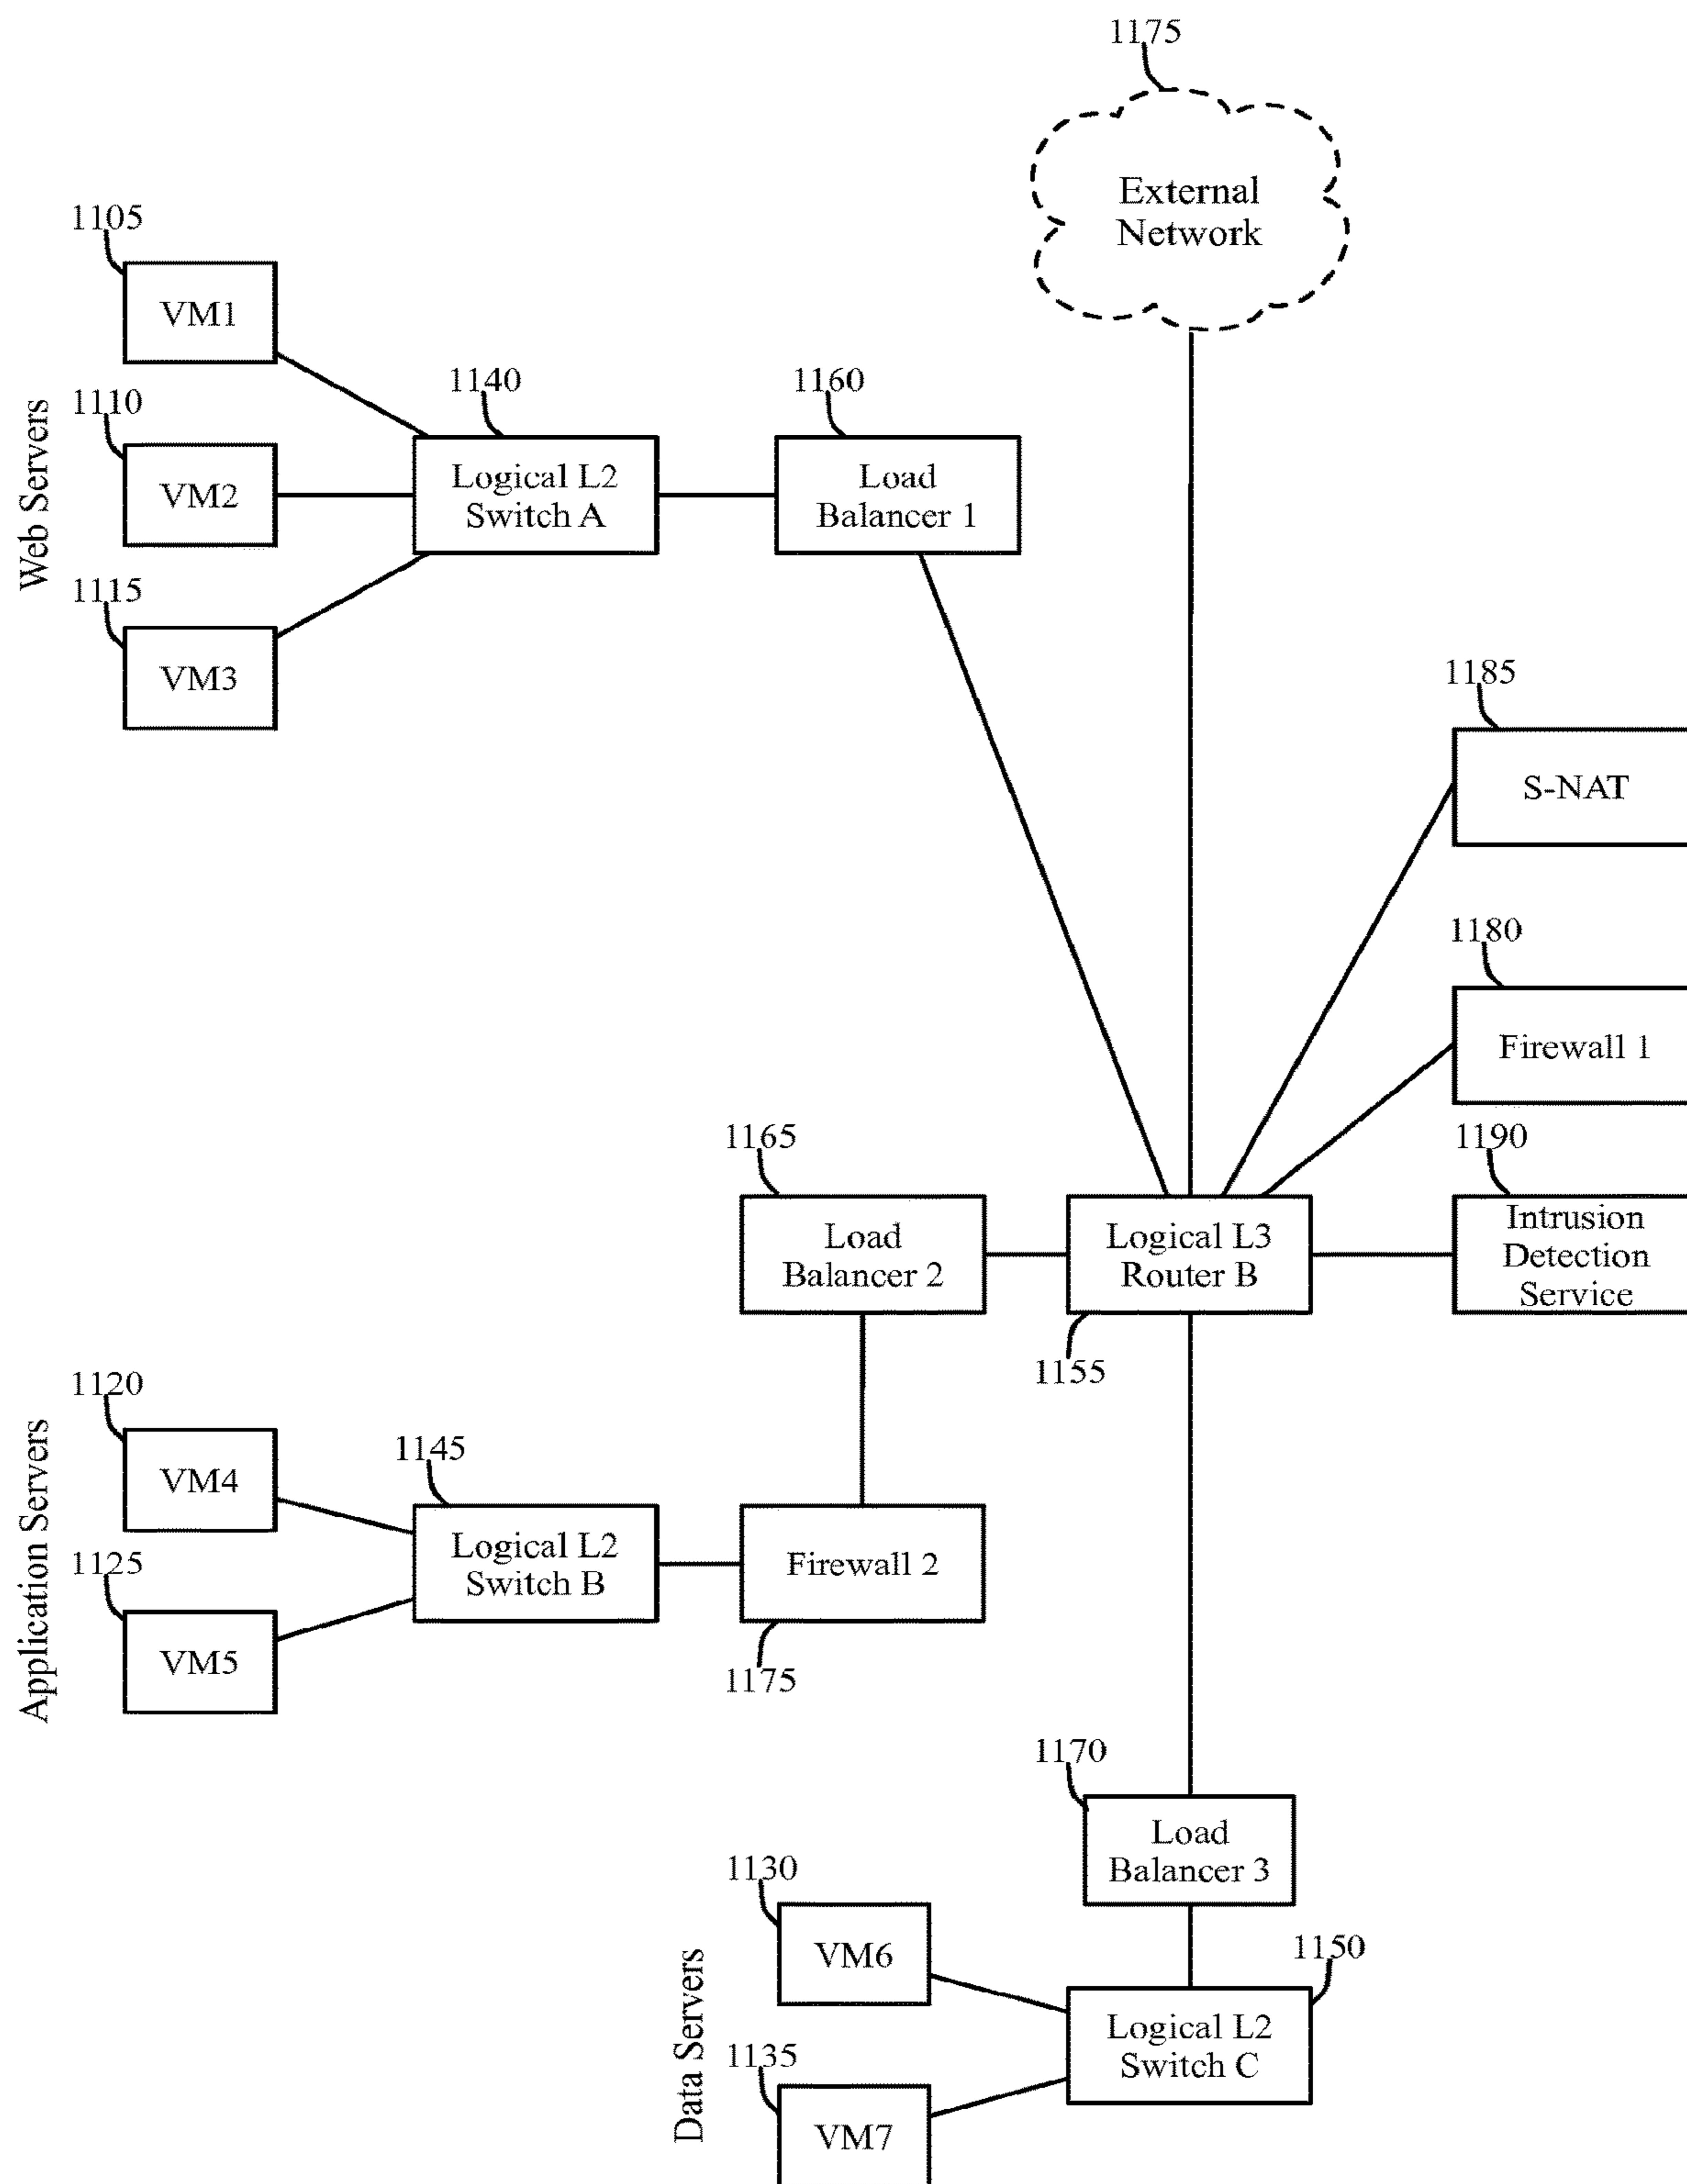 1175
External
Network
1105
VM1
1110
VM2
1115
VM3
Web Servers
1140
Logical L2
Switch A
1160
Load
Balancer 1
1185
S-NAT
1180
Firewall 1
1190
Intrusion
Detection
Service
1165
Load
Balancer 2
Logical L3
Router B
1155
1120
VM4
1125
VM5
Application Servers
1145
Logical L2
Switch B
Firewall 2
1175
1170
Load
Balancer 3
1130
VM6
1135
VM7
Data Servers
1150
Logical L2
Switch C